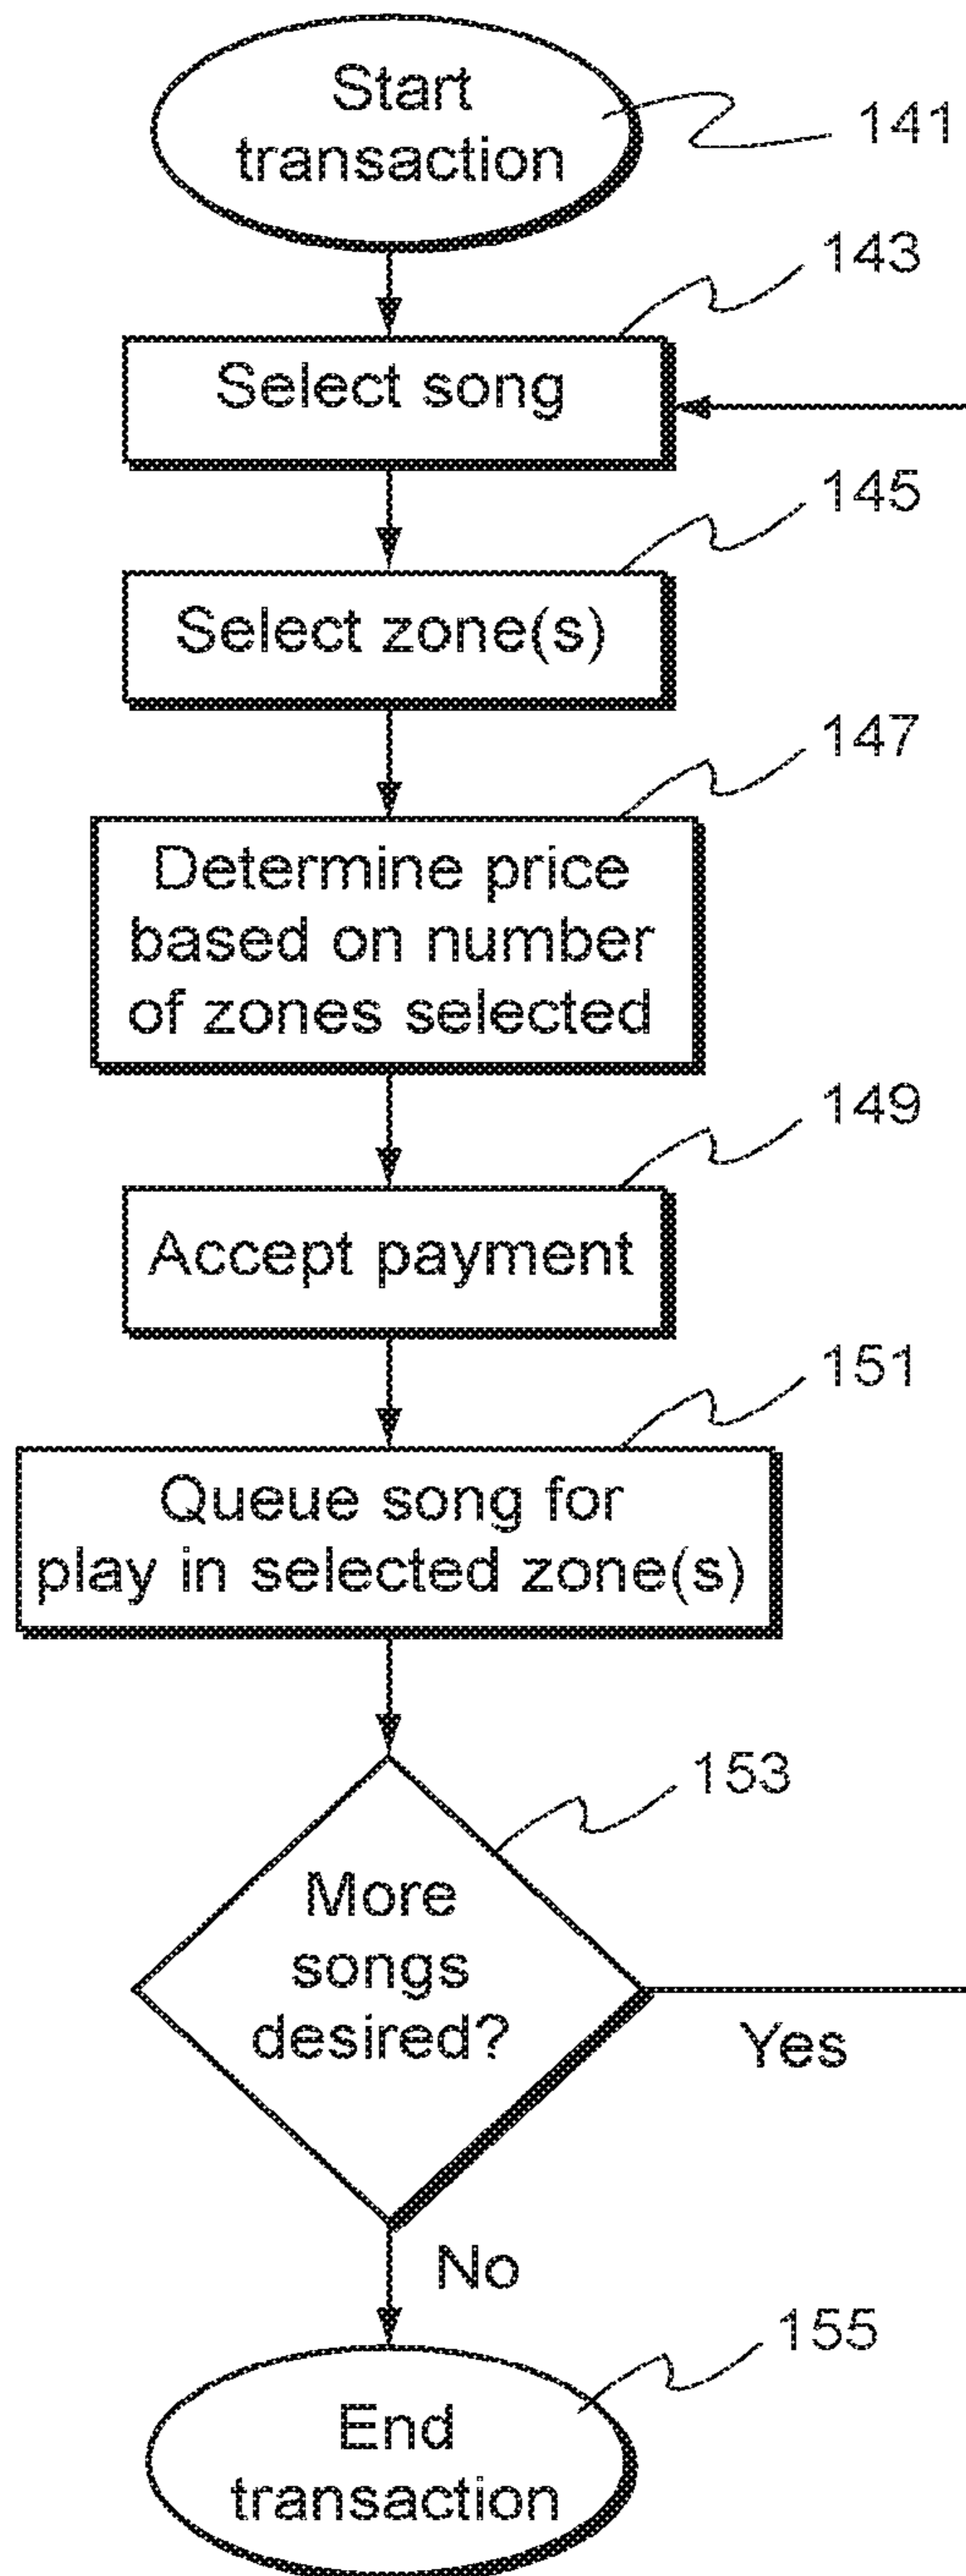 Start
transaction
141
143
Select song
145
Select zone(s)
147
Determine price
based on number
of zones selected
149
Accept payment
151
Queue song for
play in selected zone(s)
153
More
songs
desired?
Yes
No
155
End
transaction